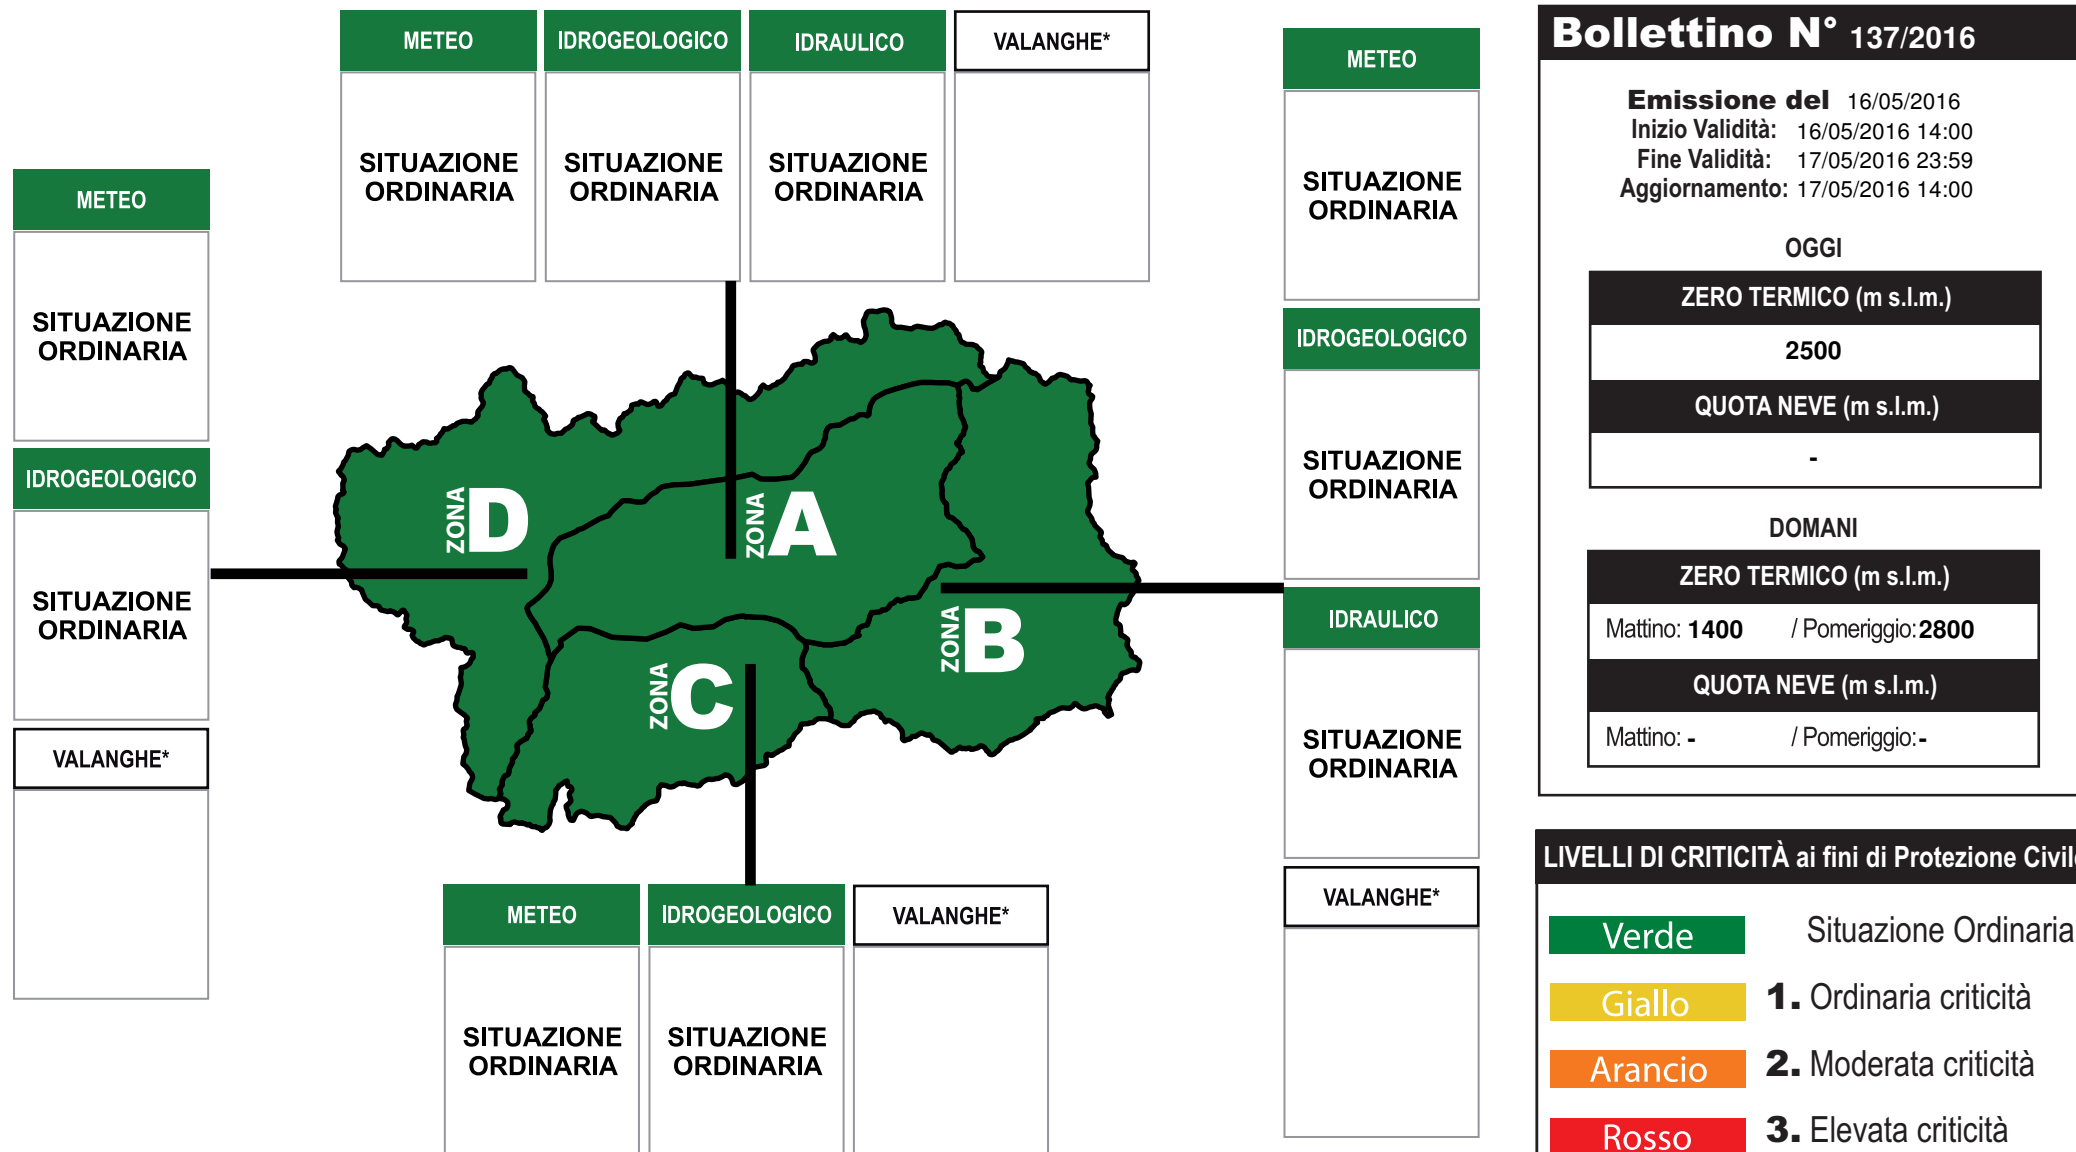 METEO
IDROGEOLOGICO
IDRAULICO
VALANGHE*
SITUAZIONE
ORDINARIA
SITUAZIONE
ORDINARIA
SITUAZIONE
ORDINARIA
METEO
SITUAZIONE
ORDINARIA
IDROGEOLOGICO
SITUAZIONE
ORDINARIA
VALANGHE*
ZONA D
ZONA A
ZONA B
ZONA C
METEO
SITUAZIONE
ORDINARIA
IDROGEOLOGICO
SITUAZIONE
ORDINARIA
IDRAULICO
SITUAZIONE
ORDINARIA
VALANGHE*
METEO
IDROGEOLOGICO
VALANGHE*
SITUAZIONE
ORDINARIA
SITUAZIONE
ORDINARIA
Bollettino N° 137/2016
Emissione del 16/05/2016
Inizio Validità: 16/05/2016 14:00
Fine Validità: 17/05/2016 23:59
Aggiornamento: 17/05/2016 14:00
OGGI
ZERO TERMICO (m s.l.m.)
2500
QUOTA NEVE (m s.l.m.)
-
DOMANI
ZERO TERMICO (m s.l.m.)
Mattino: 1400 / Pomeriggio: 2800
QUOTA NEVE (m s.l.m.)
Mattino: - / Pomeriggio: -
LIVELLI DI CRITICITÀ ai fini di Protezione Civile
Verde Situazione Ordinaria
Giallo 1. Ordinaria criticità
Arancio 2. Moderata criticità
Rosso 3. Elevata criticità